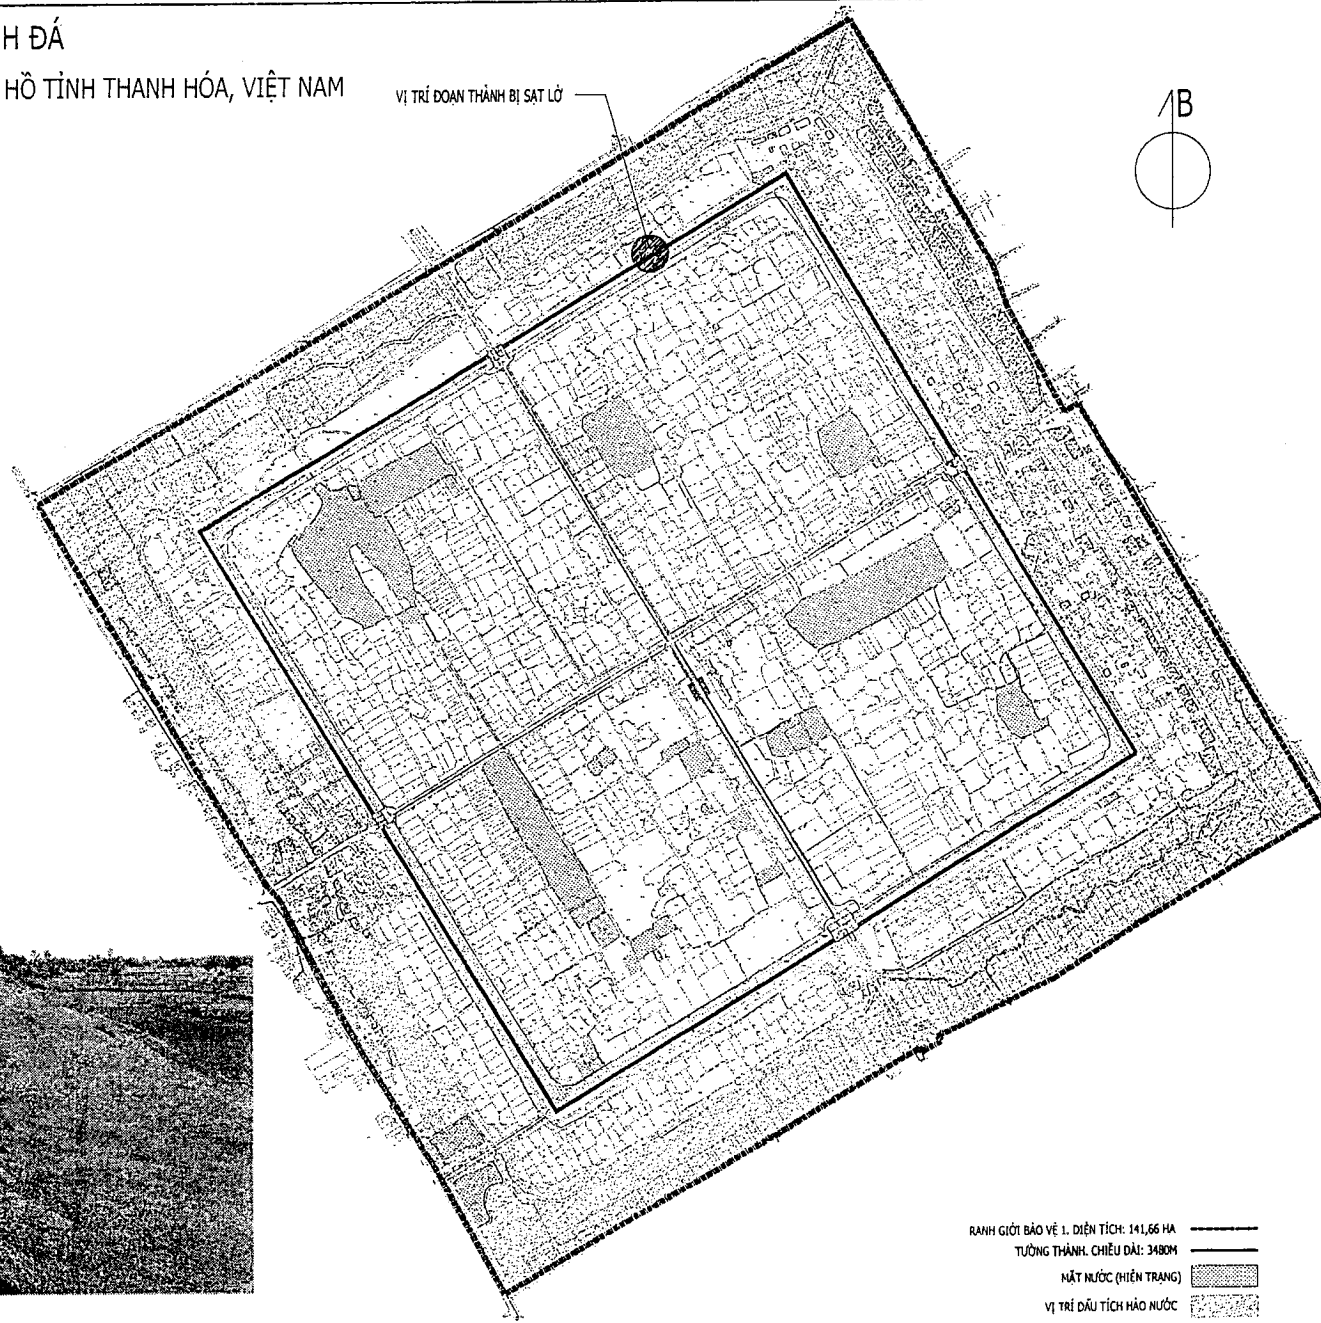 H ĐÁ
HỒ TỈNH THANH HÓA, VIỆT NAM
VỊ TRÍ ĐOẠN THÀNH BỊ SẠT LỞ
B
RANH GIỚI BẢO VỆ 1. DIỆN TÍCH: 141,66 HA
TƯỜNG THÀNH. CHIỀU DÀI: 3480M
MẶT NƯỚC (HIỆN TRẠNG)
VỊ TRÍ DẤU TÍCH HÀO NƯỚC